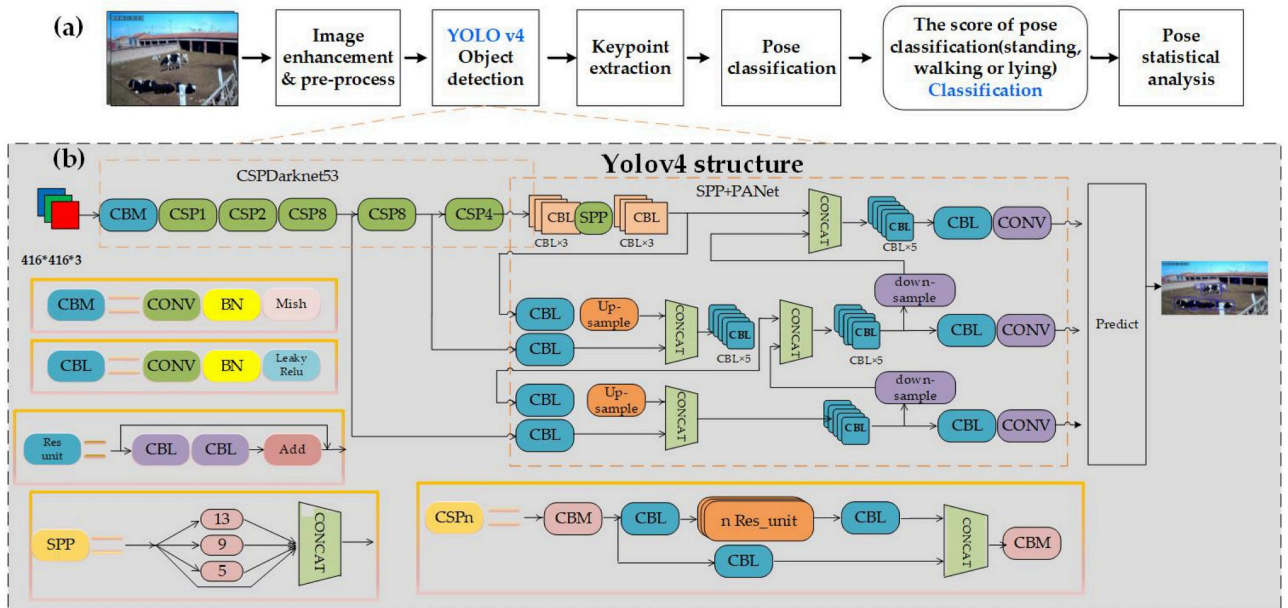 (a)
Image
enhancement
& pre-process
YOLO v4
Object
detection
Keypoint
extraction
Pose
classification
The score of pose
classification(standing,
walking or lying)
Classification
Pose
statistical
analysis
(b)
Yolov4 structure
CSPDarknet53
SPP+PANet
CBM
CSP1
CSP2
CSP8
CSP8
CSP4
CBL
CBL×3
SPP
CBL
CBL×3
CONCAT
CBL
CBL×5
CBL
CONV
416*416*3
CBM
CONV
BN
Mish
CBL
CONV
BN
Leaky
Relu
CBL
Up-
sample
CBL
CONCAT
CBL
CBL×5
CONCAT
CBL
CBL×5
down-
sample
CBL
CONV
CBL
Up-
sample
CBL
CONCAT
CBL
down-
sample
CBL
CONV
Predict
Res
unit
CBL
CBL
Add
SPP
13
9
5
CONCAT
CSPn
CBM
CBL
n Res_unit
CBL
CBL
CONCAT
CBM